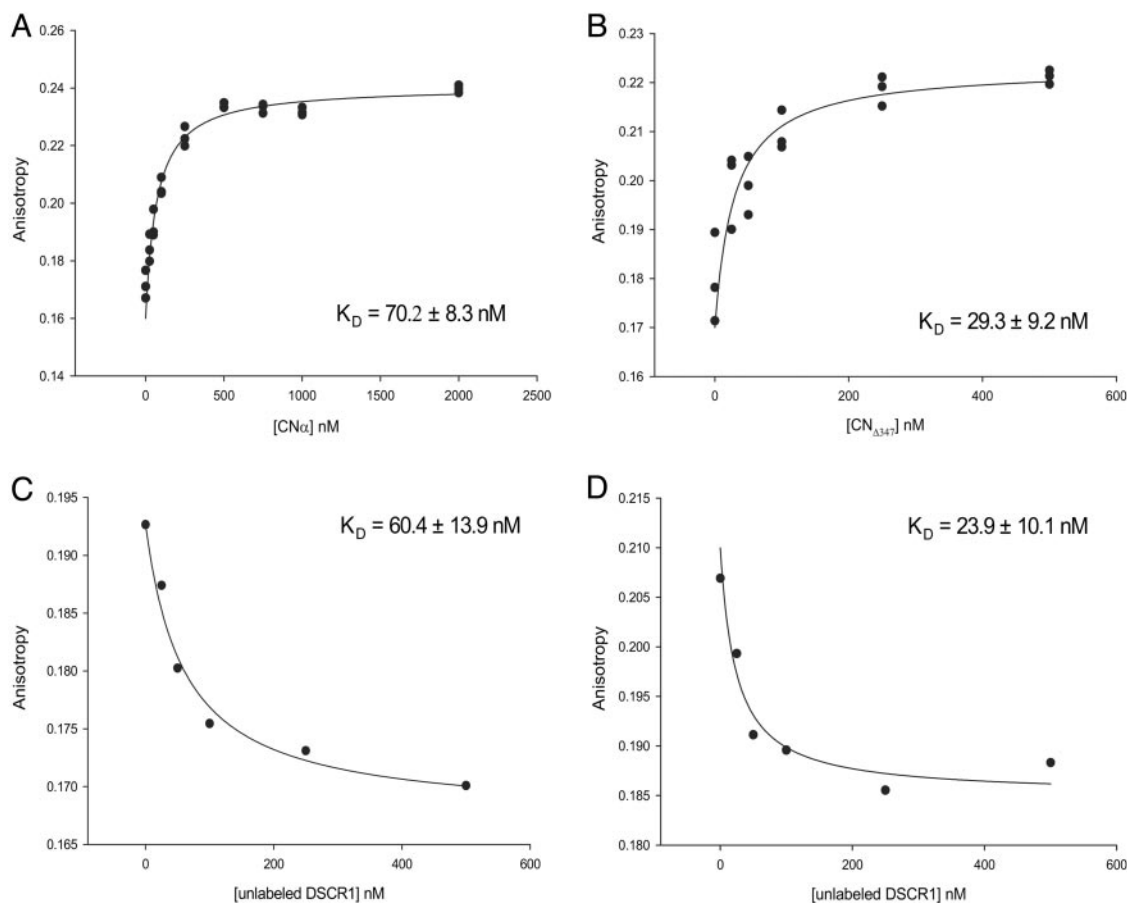 A
0.26
0.24
0.22
0.20
0.18
0.16
0.14
Anisotropy
K_D = 70.2 ± 8.3 nM
0 500 1000 1500 2000 2500
[CNα] nM
B
0.23
0.22
0.21
0.20
0.19
0.18
0.17
0.16
Anisotropy
K_D = 29.3 ± 9.2 nM
0 200 400 600
[CN_Δ347] nM
C
0.195
0.190
0.185
0.180
0.175
0.170
0.165
Anisotropy
K_D = 60.4 ± 13.9 nM
0 200 400 600
[unlabeled DSCR1] nM
D
0.215
0.210
0.205
0.200
0.195
0.190
0.185
0.180
Anisotropy
K_D = 23.9 ± 10.1 nM
0 200 400 600
[unlabeled DSCR1] nM